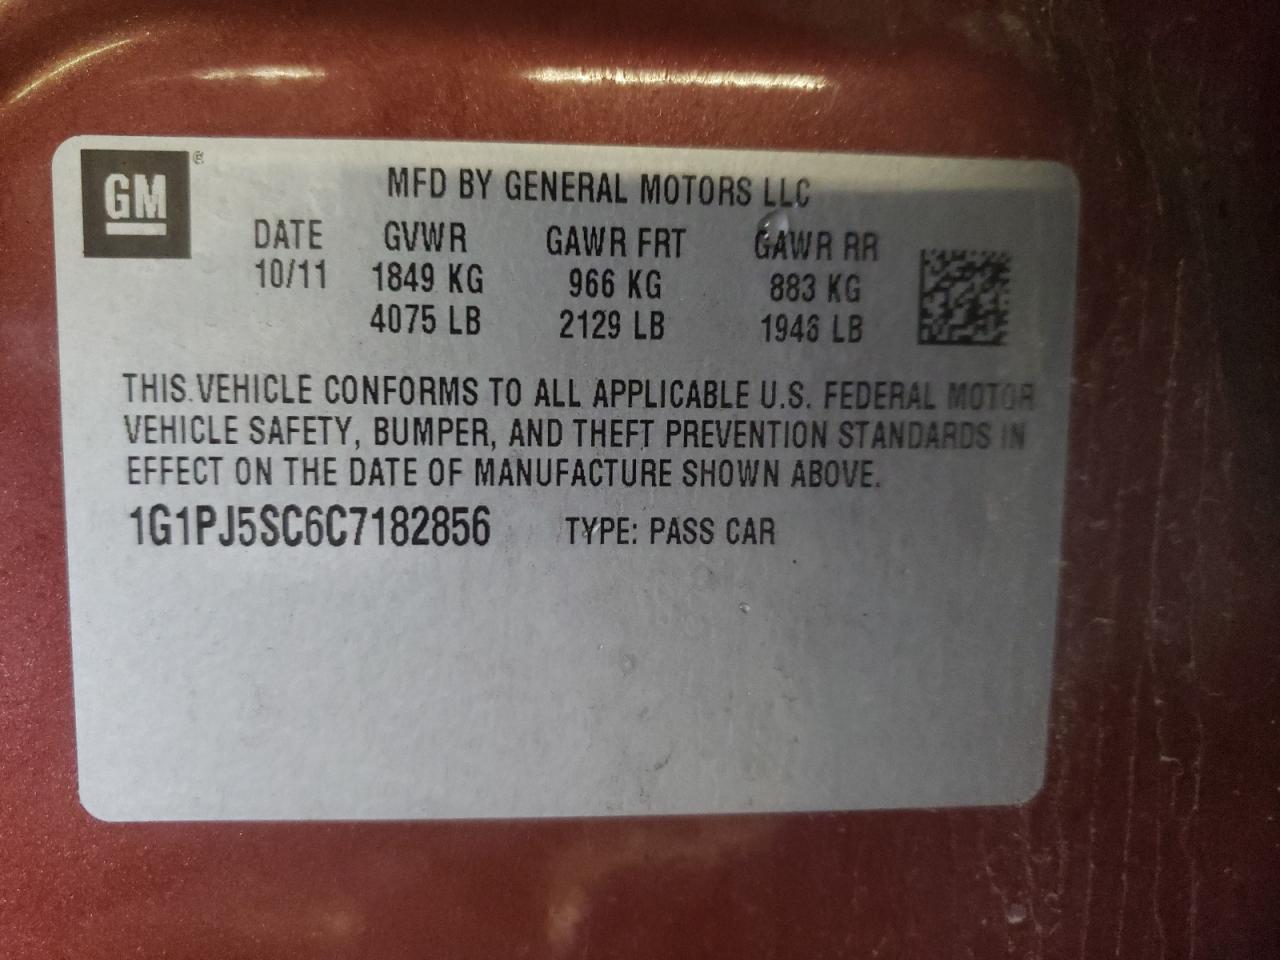 GM ®
MFD BY GENERAL MOTORS LLC
DATE GVWR GAWR FRT GAWR RR
10/11 1849 KG 966 KG 883 KG
4075 LB 2129 LB 1946 LB
THIS VEHICLE CONFORMS TO ALL APPLICABLE U.S. FEDERAL MOTOR
VEHICLE SAFETY, BUMPER, AND THEFT PREVENTION STANDARDS IN
EFFECT ON THE DATE OF MANUFACTURE SHOWN ABOVE.
1G1PJ5SC6C7182856 TYPE: PASS CAR